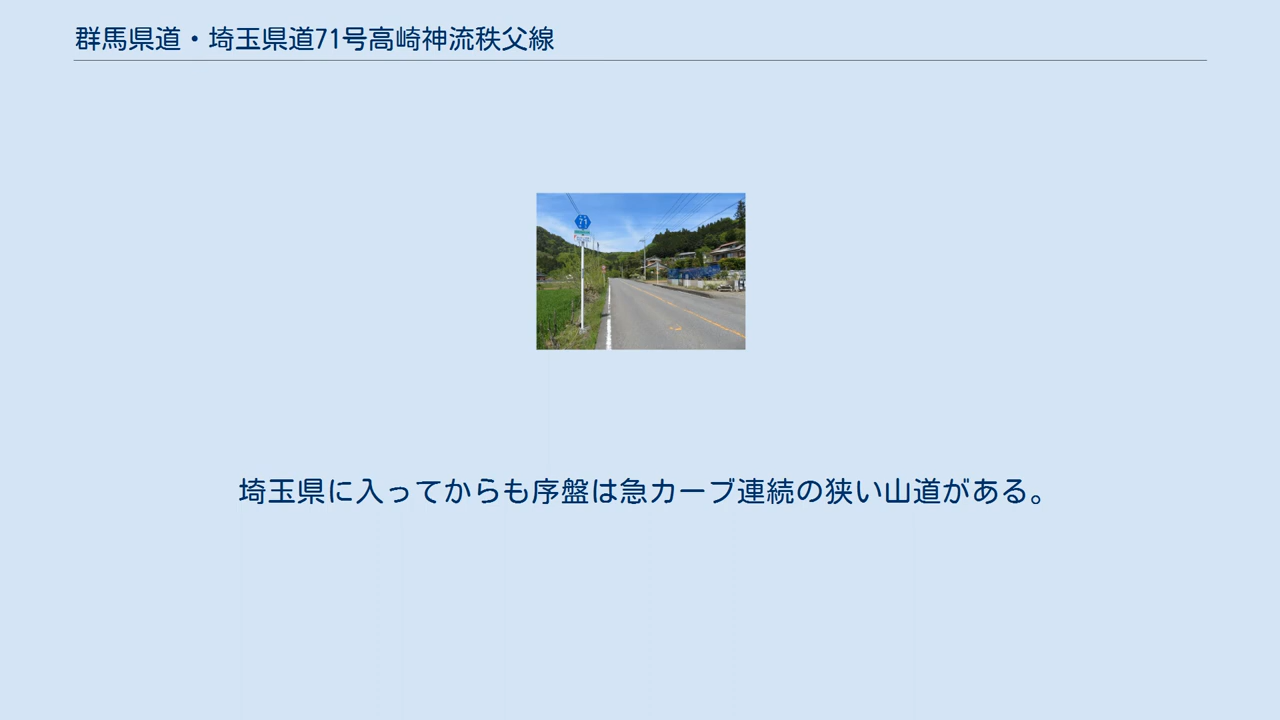 群馬県道・埼玉県道71号高崎神流秩父線
71
埼玉県に入ってからも序盤は急カーブ連続の狭い山道がある。